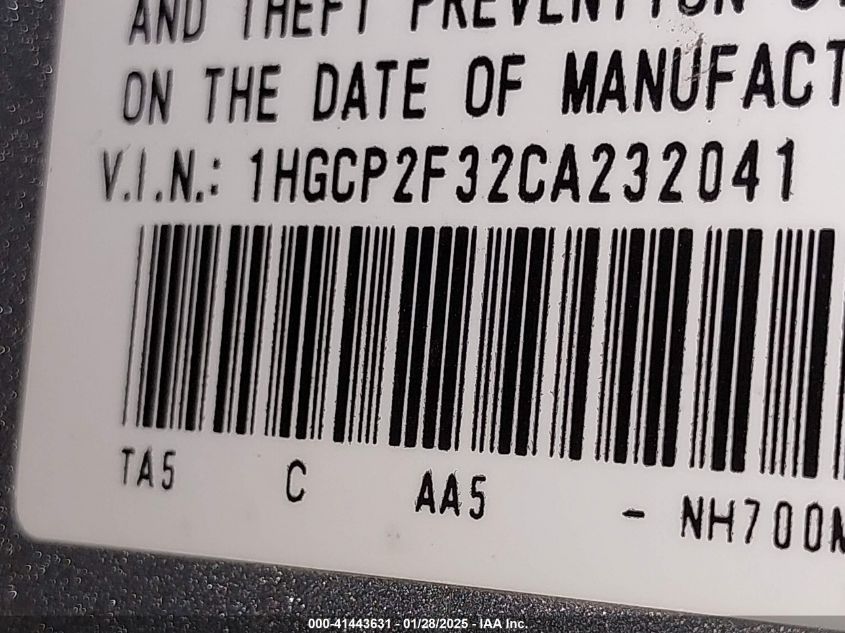 AND THEFT PREVENTION
ON THE DATE OF MANUFACT
V.I.N.: 1HGCP2F32CA232041
TA5 C AA5 - NH700M
000-41443631 - 01/28/2025 - IAA Inc.